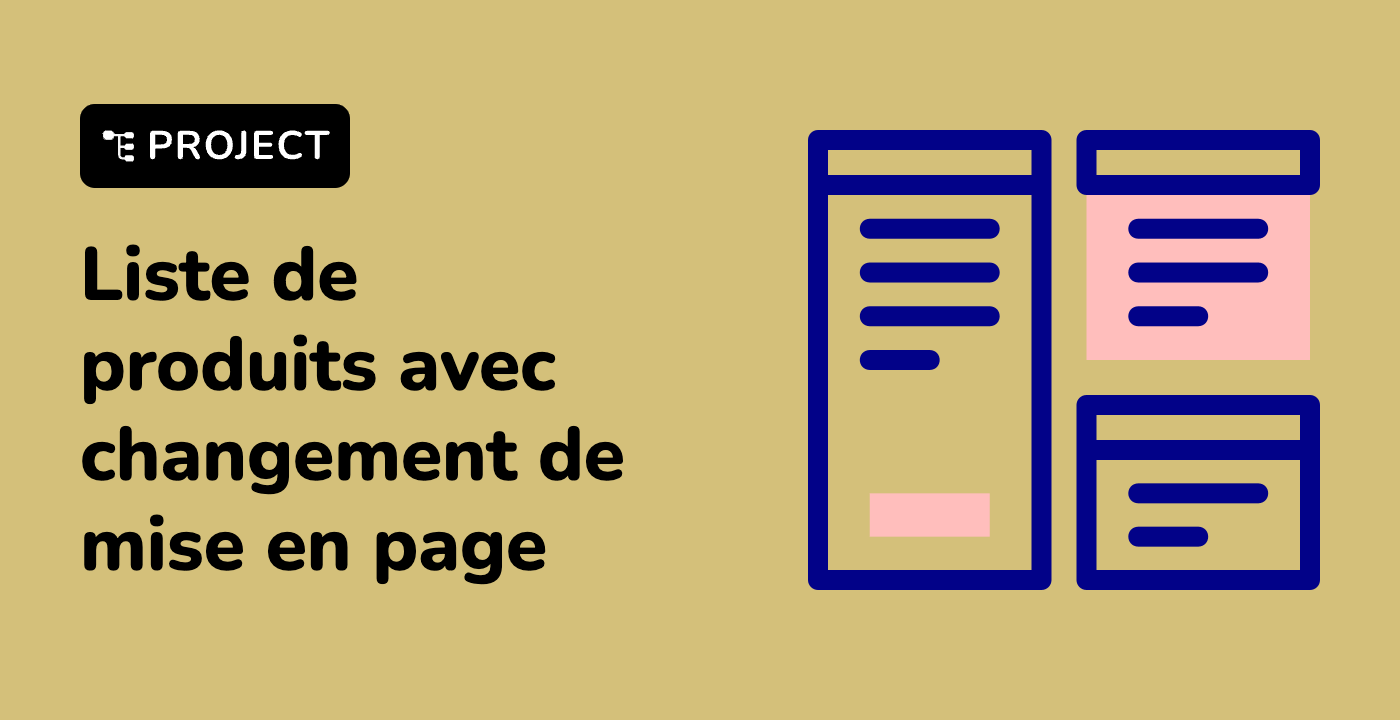 PROJECT
Liste de
produits avec
changement de
mise en page